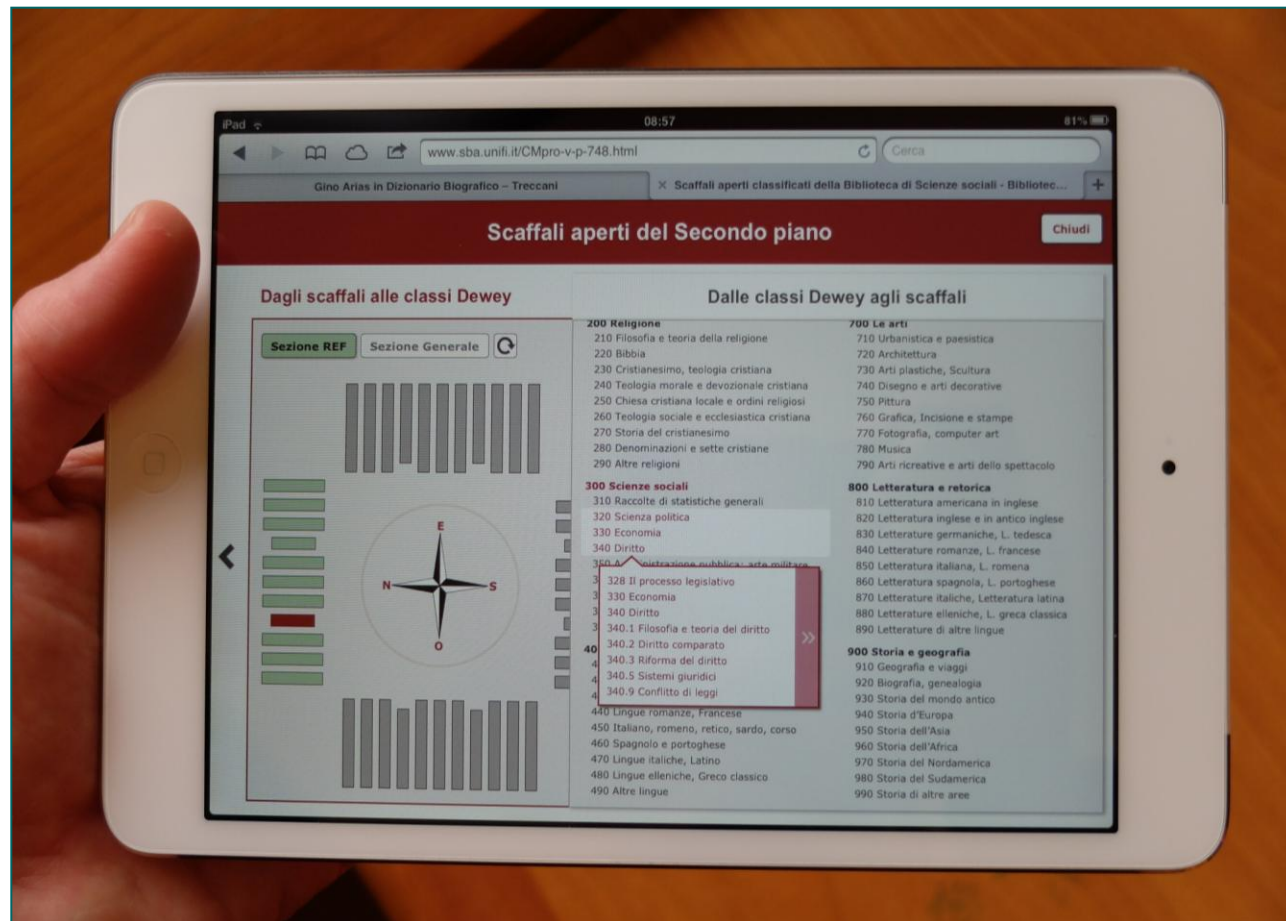 iPad
08:57
81%
www.sba.unifi.it/CMpro-v-p-748.html
Cerca
Gino Arias in Dizionario Biografico – Treccani
× Scaffali aperti classificati della Biblioteca di Scienze sociali - Bibliotec...
+
Scaffali aperti del Secondo piano
Chiudi
Dagli scaffali alle classi Dewey
Sezione REF
Sezione Generale
E
N
S
O
Dalle classi Dewey agli scaffali
200 Religione
210 Filosofia e teoria della religione
220 Bibbia
230 Cristianesimo, teologia cristiana
240 Teologia morale e devozionale cristiana
250 Chiesa cristiana locale e ordini religiosi
260 Teologia sociale e ecclesiastica cristiana
270 Storia del cristianesimo
280 Denominazioni e sette cristiane
290 Altre religioni
300 Scienze sociali
310 Raccolte di statistiche generali
320 Scienza politica
330 Economia
340 Diritto
350 Amministrazione pubblica; arte militare
328 Il processo legislativo
330 Economia
340 Diritto
340.1 Filosofia e teoria del diritto
340.2 Diritto comparato
340.3 Riforma del diritto
340.5 Sistemi giuridici
340.9 Conflitto di leggi
»
40
440 Lingue romanze, Francese
450 Italiano, romeno, retico, sardo, corso
460 Spagnolo e portoghese
470 Lingue italiche, Latino
480 Lingue elleniche, Greco classico
490 Altre lingue
700 Le arti
710 Urbanistica e paesistica
720 Architettura
730 Arti plastiche, Scultura
740 Disegno e arti decorative
750 Pittura
760 Grafica, Incisione e stampe
770 Fotografia, computer art
780 Musica
790 Arti ricreative e arti dello spettacolo
800 Letteratura e retorica
810 Letteratura americana in inglese
820 Letteratura inglese e in antico inglese
830 Letterature germaniche, L. tedesca
840 Letterature romanze, L. francese
850 Letteratura italiana, L. romena
860 Letteratura spagnola, L. portoghese
870 Letterature italiche, Letteratura latina
880 Letterature elleniche, L. greca classica
890 Letterature di altre lingue
900 Storia e geografia
910 Geografia e viaggi
920 Biografia, genealogia
930 Storia del mondo antico
940 Storia d'Europa
950 Storia dell'Asia
960 Storia dell'Africa
970 Storia del Nordamerica
980 Storia del Sudamerica
990 Storia di altre aree